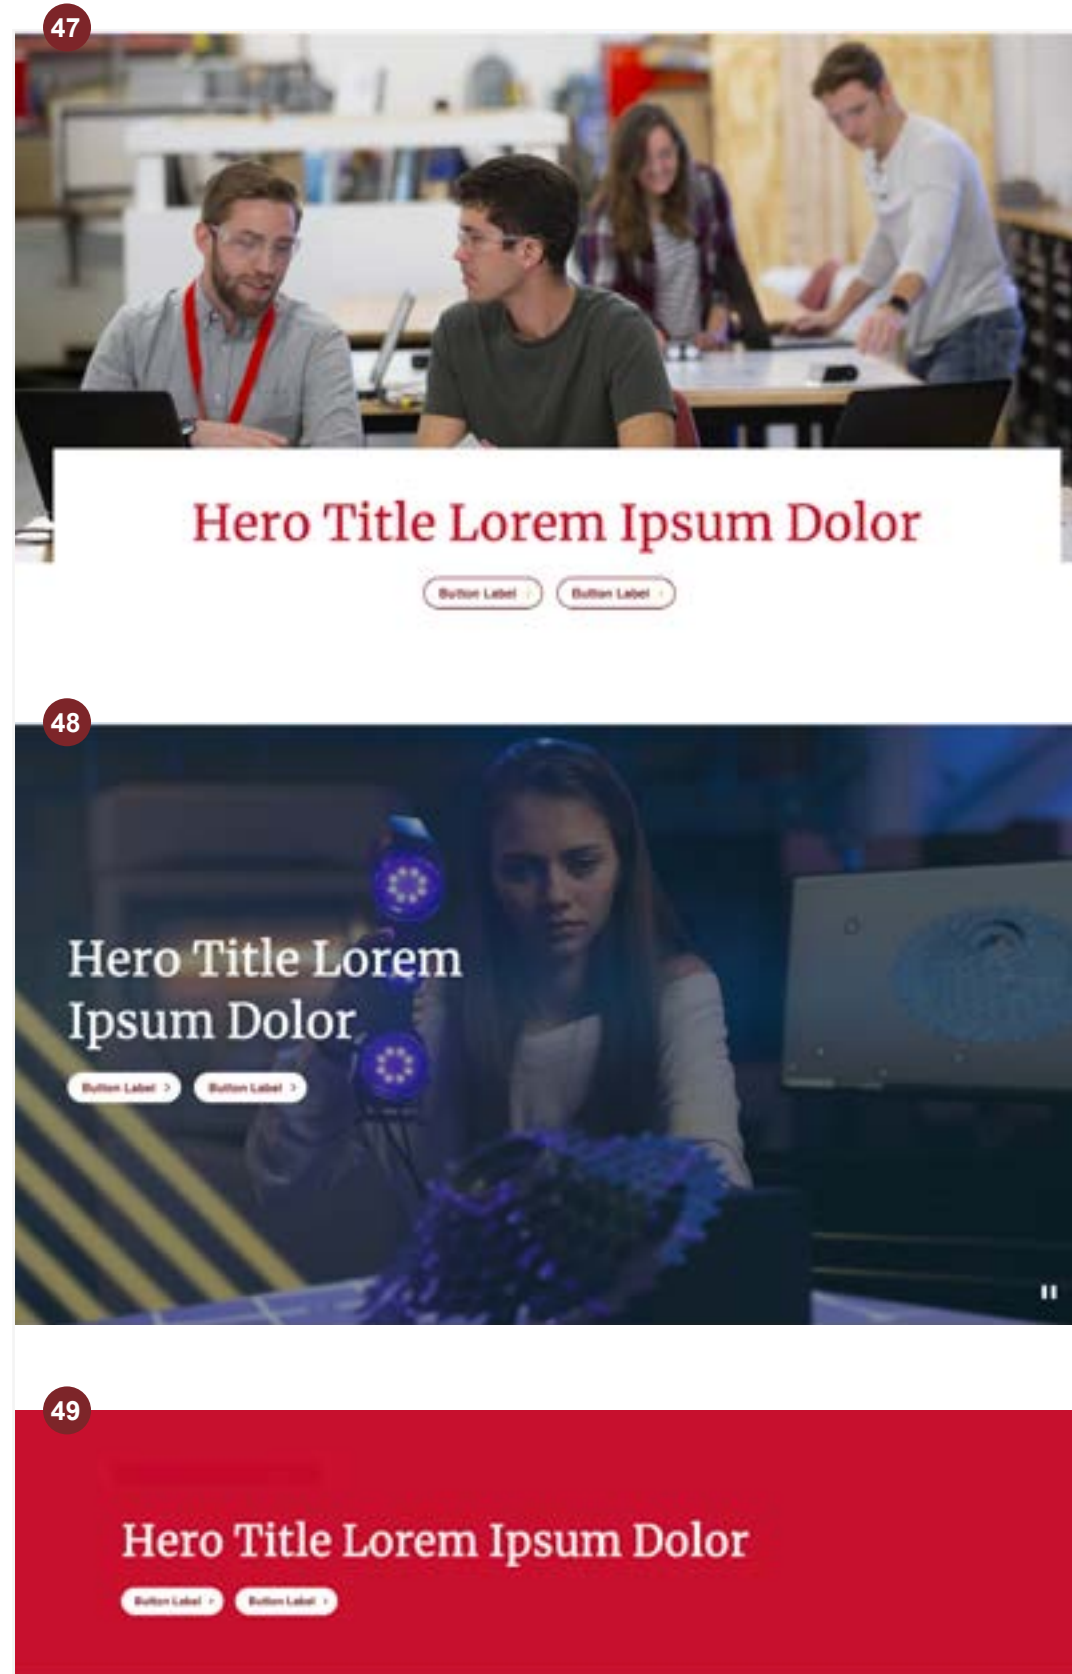 47
Hero Title Lorem Ipsum Dolor
Button Label
Button Label
48
Hero Title Lorem
Ipsum Dolor
Button Label >
Button Label >
49
Hero Title Lorem Ipsum Dolor
Button Label >
Button Label >